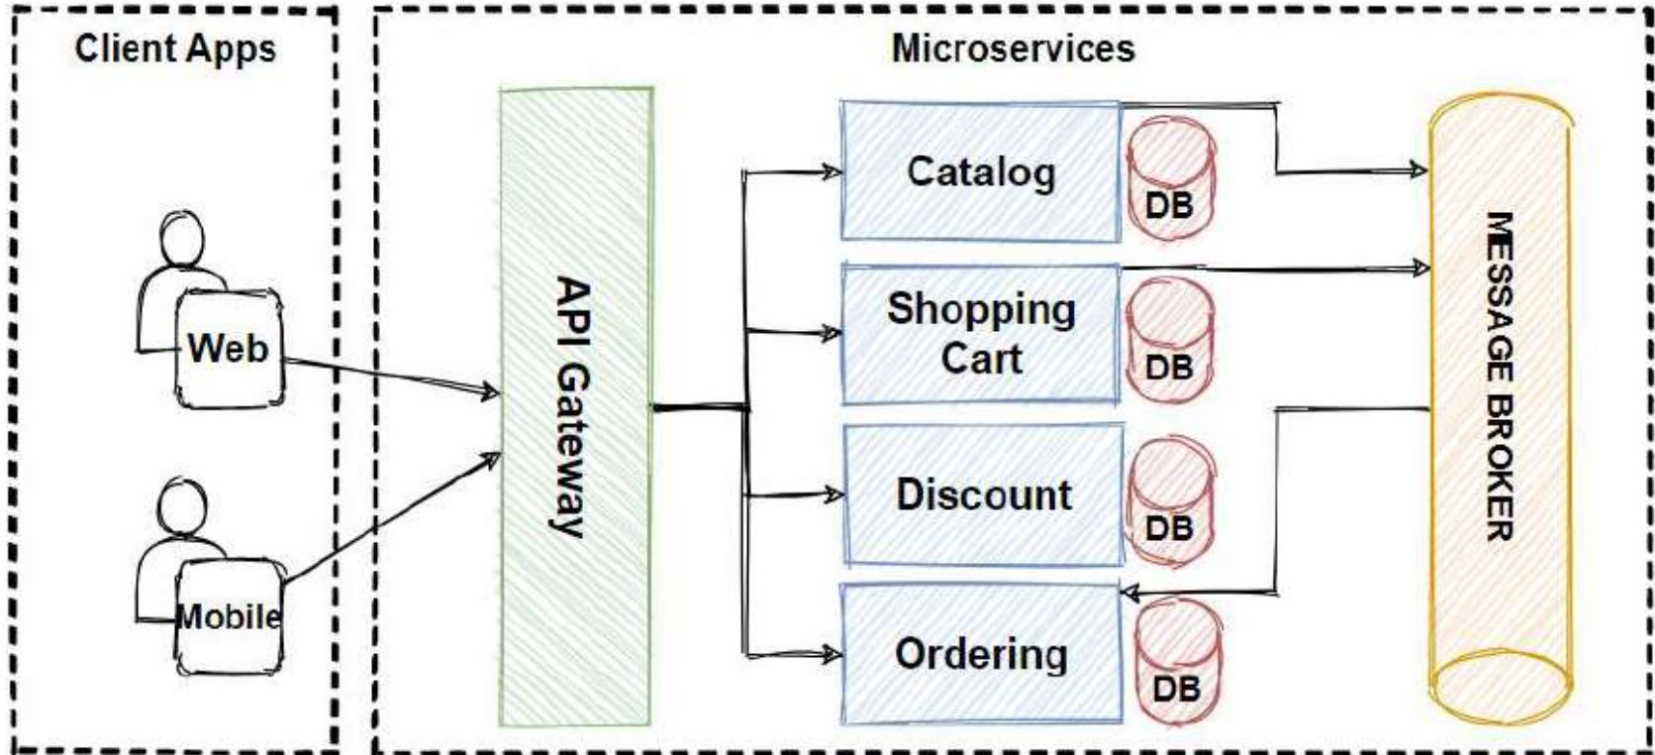 Client Apps
Microservices
Web
Mobile
API Gateway
Catalog
DB
Shopping
Cart
DB
Discount
DB
Ordering
DB
MESSAGE BROKER